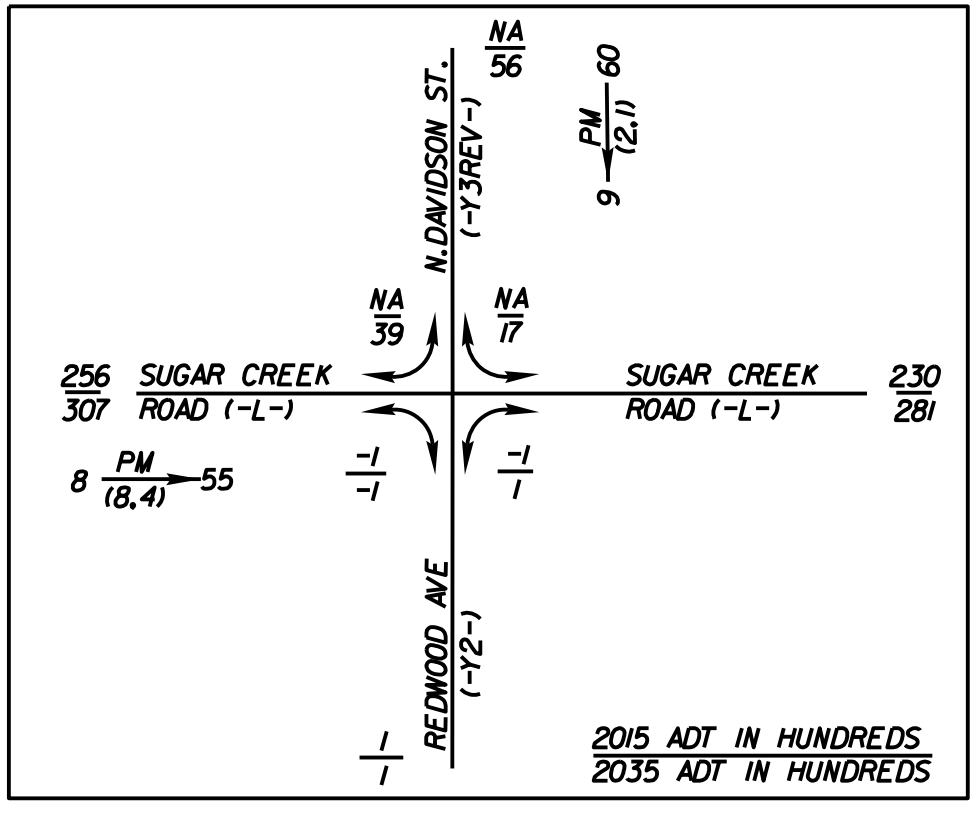 NA
56
N.DAVIDSON ST.
(-Y3REV-)
60
PM
(2.1)
9
NA
39
NA
17
256
307
SUGAR CREEK
ROAD (-L-)
SUGAR CREEK
ROAD (-L-)
230
281
8 PM 55
(8.4)
-1
-1
-1
1
REDWOOD AVE
(-Y2-)
1
1
2015 ADT IN HUNDREDS
2035 ADT IN HUNDREDS